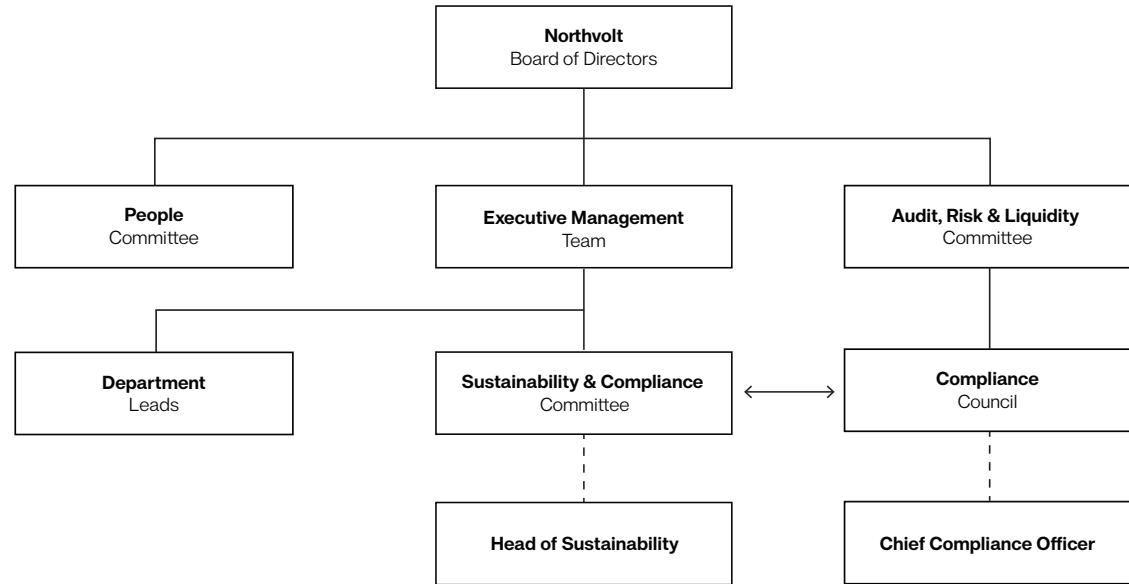 Northvolt
Board of Directors
People
Committee
Executive Management
Team
Audit, Risk & Liquidity
Committee
Department
Leads
Sustainability & Compliance
Committee
Compliance
Council
Head of Sustainability
Chief Compliance Officer